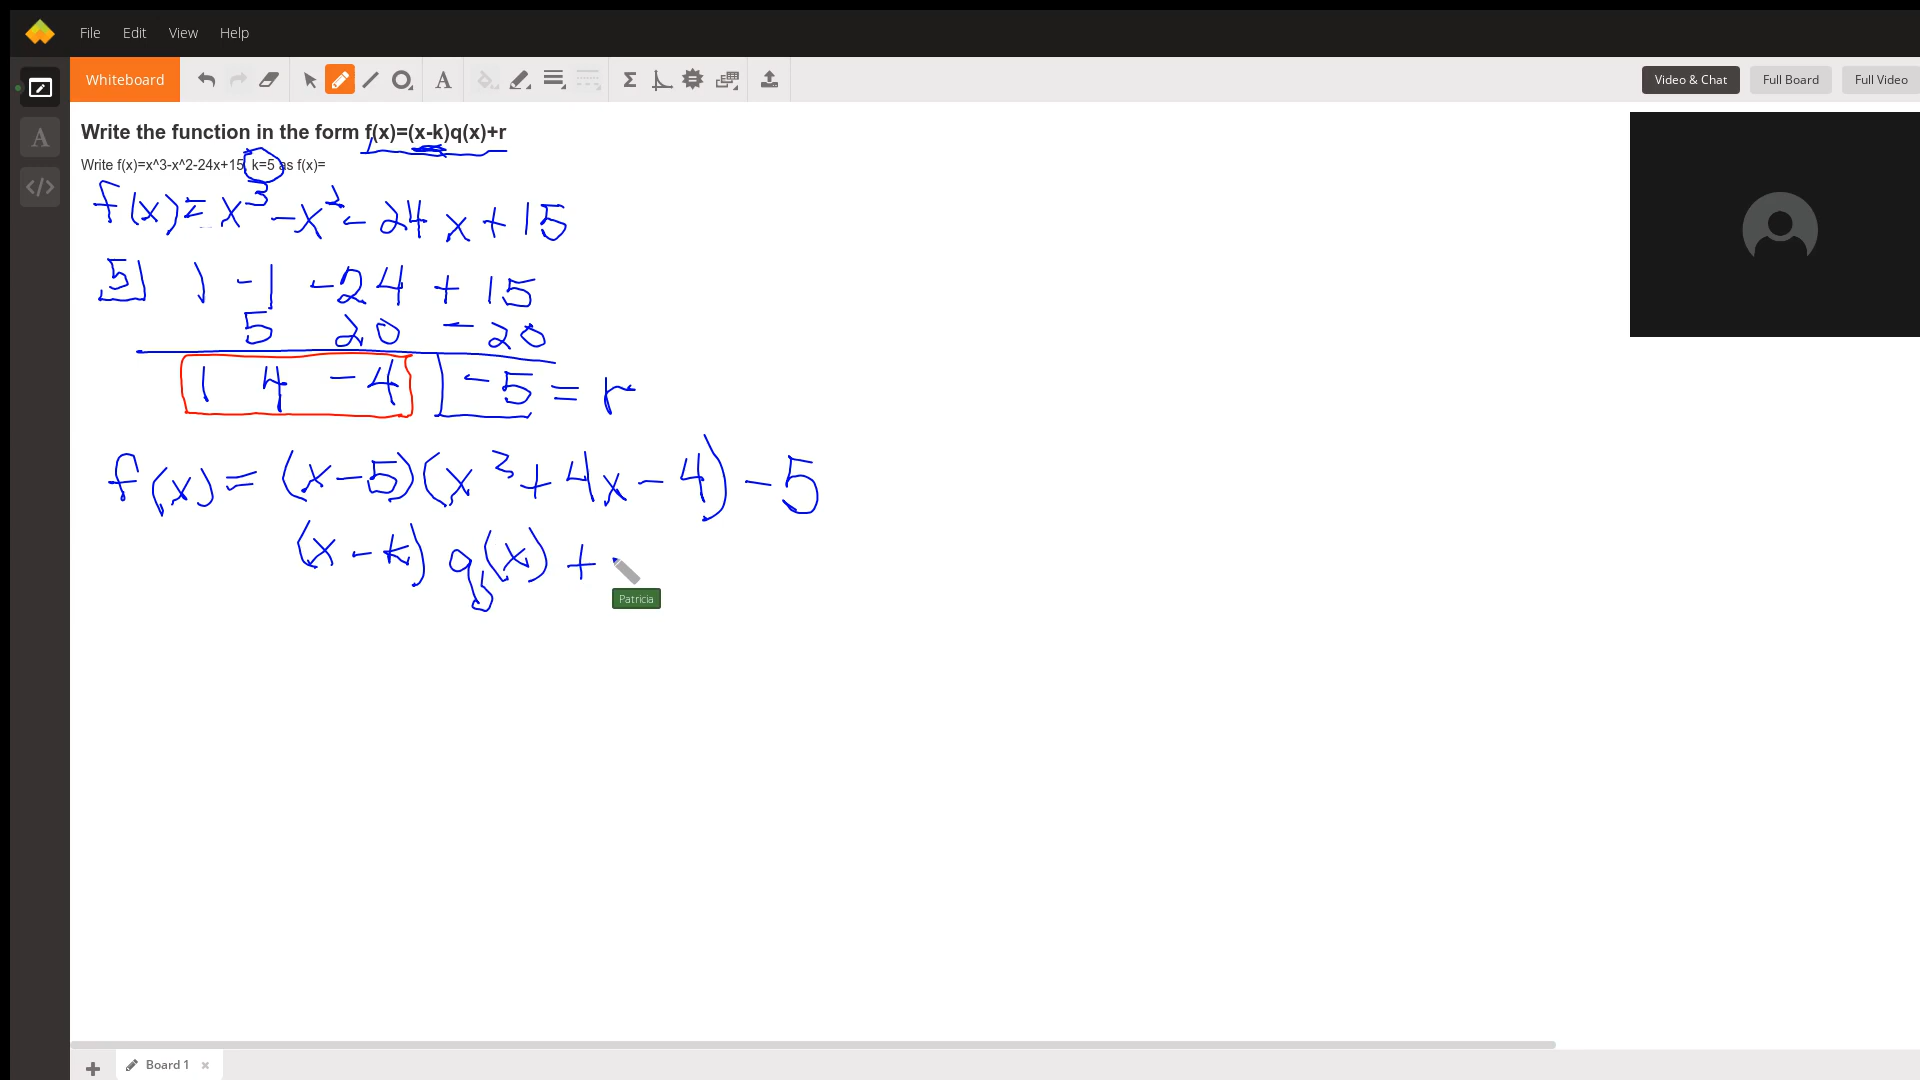 File Edit View Help
Whiteboard Video & Chat Full Board Full Video
Write the function in the form f(x)=(x-k)q(x)+r
Write f(x)=x^3-x^2-24x+15, k=5 as f(x)=
f(x)=x³-x²-24x+15
5 1 -1 -24 +15
5 20 -20
1 4 -4 -5 = r
f(x)=(x-5)(x²+4x-4)-5
(x-k) q(x) +
Patricia
Board 1